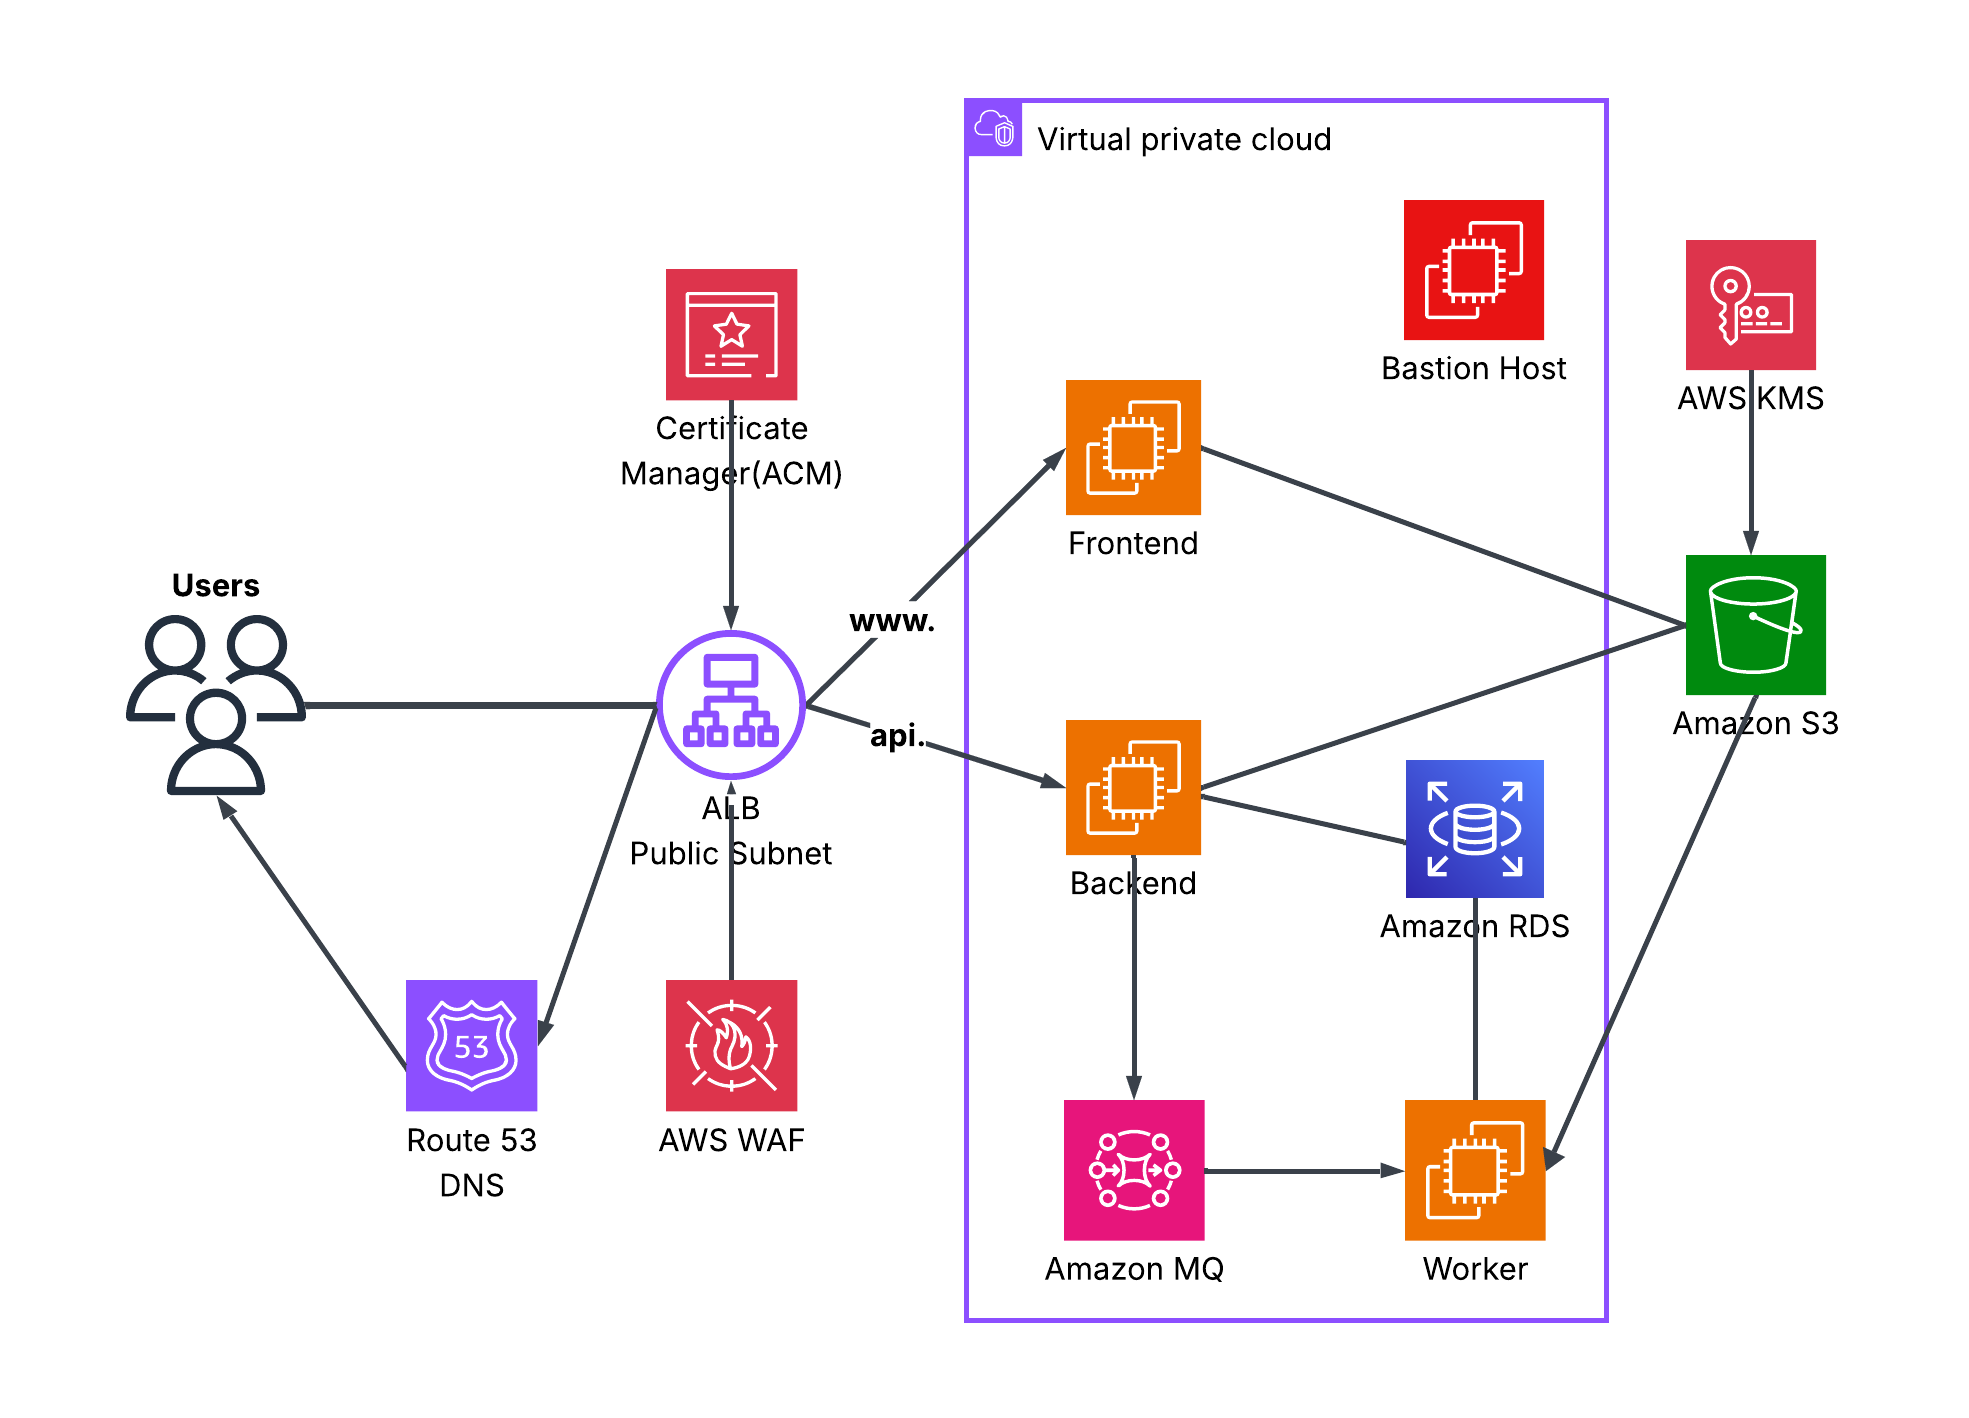 Virtual private cloud
Bastion Host
AWS KMS
Certificate
Manager(ACM)
Frontend
Users
www.
api.
Amazon S3
ALB
Public Subnet
Backend
Amazon RDS
53
Route 53
DNS
AWS WAF
Amazon MQ
Worker